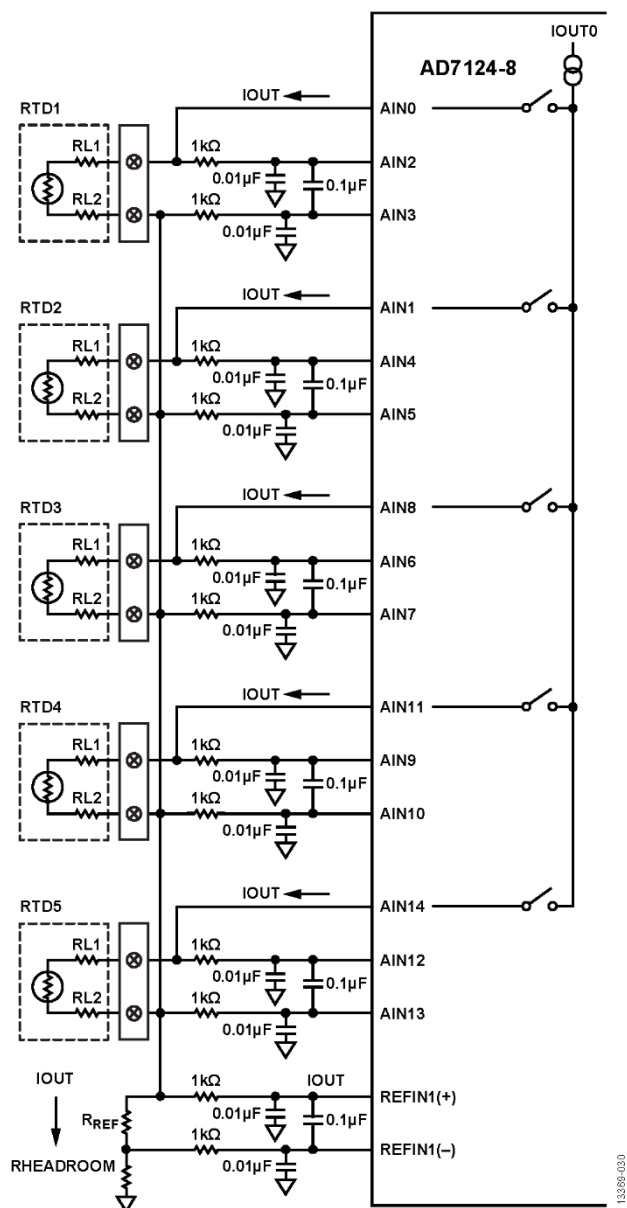 IOUT0
AD7124-8
IOUT
AIN0
RTD1
RL1
1kΩ
AIN2
0.01µF
0.1µF
RL2
1kΩ
AIN3
0.01µF
IOUT
AIN1
RTD2
RL1
1kΩ
AIN4
0.01µF
0.1µF
RL2
1kΩ
AIN5
0.01µF
IOUT
AIN8
RTD3
RL1
1kΩ
AIN6
0.01µF
0.1µF
RL2
1kΩ
AIN7
0.01µF
IOUT
AIN11
RTD4
RL1
1kΩ
AIN9
0.01µF
0.1µF
RL2
1kΩ
AIN10
0.01µF
IOUT
AIN14
RTD5
RL1
1kΩ
AIN12
0.01µF
0.1µF
RL2
1kΩ
AIN13
0.01µF
IOUT
1kΩ
IOUT
REFIN1(+)
RREF
0.01µF
0.1µF
1kΩ
REFIN1(–)
RHEADROOM
0.01µF
13369-030